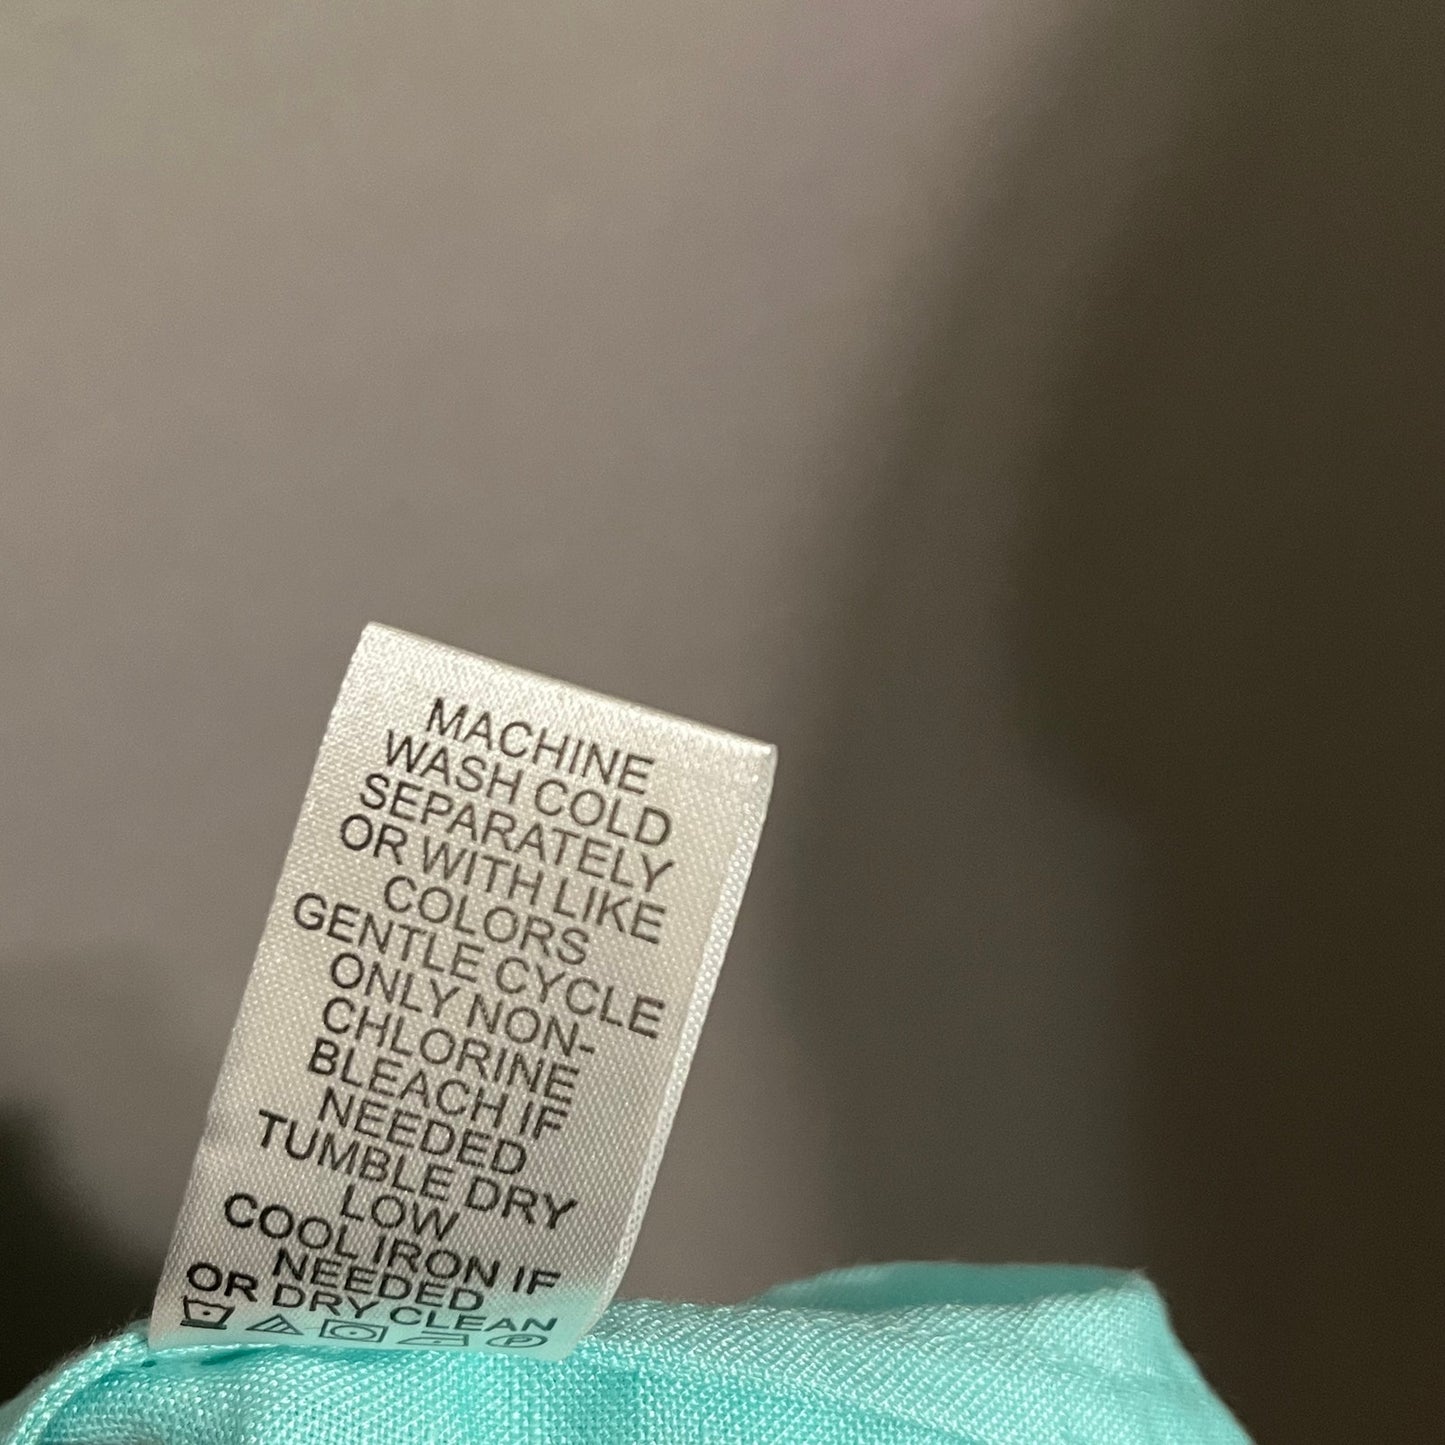 MACHINE
WASH COLD
SEPARATELY
OR WITH LIKE
COLORS
GENTLE CYCLE
ONLY NON-
CHLORINE
BLEACH IF
NEEDED
TUMBLE DRY
LOW
COOL IRON IF
NEEDED
OR DRY CLEAN
P